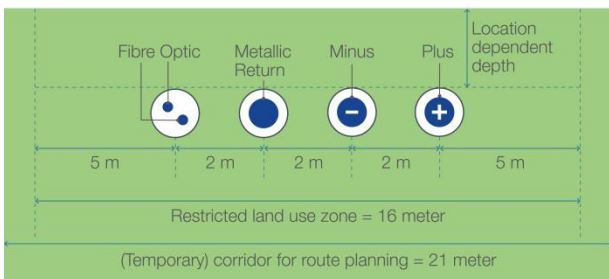 Location
dependent
depth
Fibre Optic
Metallic
Return
Minus
Plus
−
+
5 m
2 m
2 m
2 m
5 m
Restricted land use zone = 16 meter
(Temporary) corridor for route planning = 21 meter